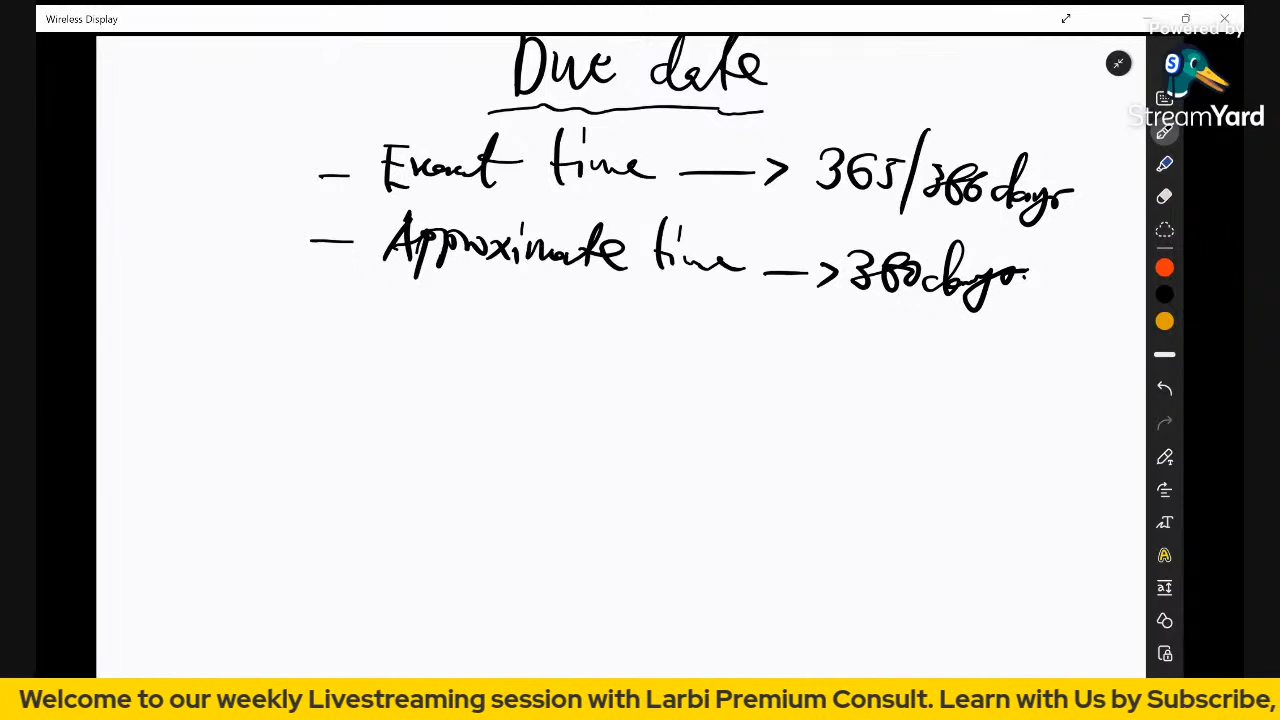 Wireless Display
Powered by
StreamYard
Due date
- Exact time —> 365/366 days
- Approximate time —> 360 days.
Welcome to our weekly Livestreaming session with Larbi Premium Consult. Learn with Us by Subscribe,